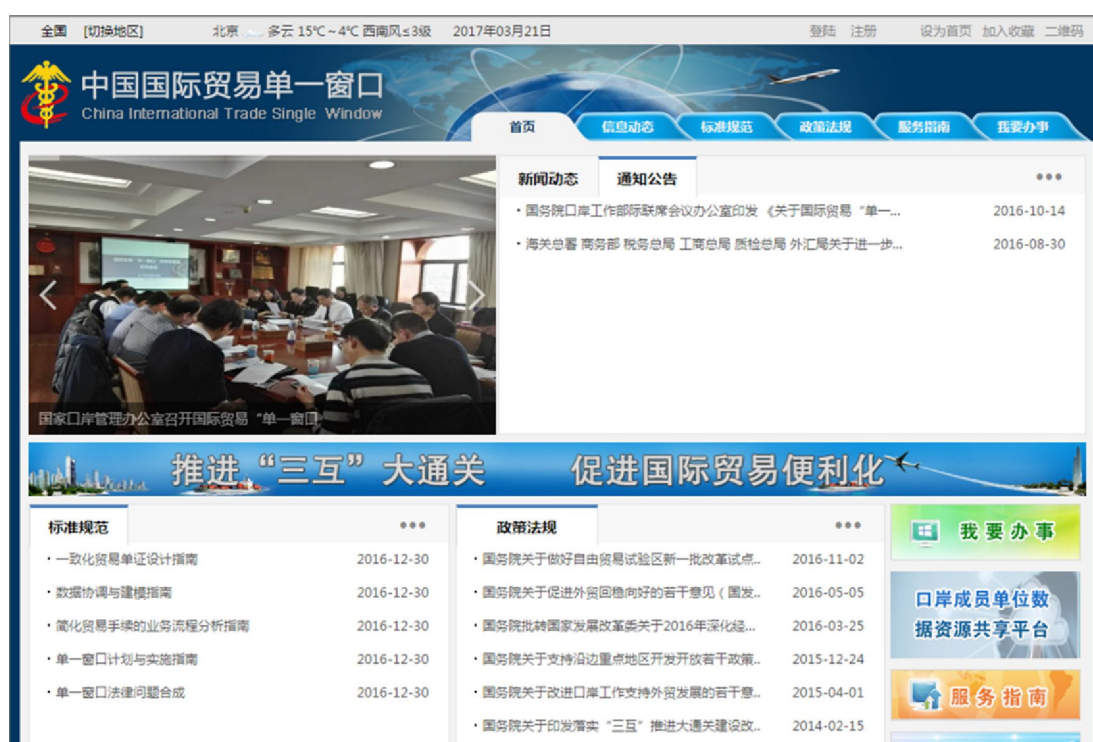 全国 [切换地区] 北京 多云 15℃~4℃ 西南风≤3级 2017年03月21日 登陆 注册 设为首页 加入收藏 二维码
中国国际贸易单一窗口
China International Trade Single Window
首页 信息动态 标准规范 政策法规 服务指南 我要办事
新闻动态 通知公告
·国务院口岸工作部际联席会议办公室印发《关于国际贸易“单一... 2016-10-14
·海关总署 商务部 税务总局 工商总局 质检总局 外汇局关于进一步... 2016-08-30
国家口岸管理办公室召开国际贸易“单一窗口
推进“三互”大通关 促进国际贸易便利化
标准规范
·一致化贸易单证设计指南 2016-12-30
·数据协调与建模指南 2016-12-30
·简化贸易手续的业务流程分析指南 2016-12-30
·单一窗口计划与实施指南 2016-12-30
·单一窗口法律问题合成 2016-12-30
政策法规
·国务院关于做好自由贸易试验区新一批改革试点.. 2016-11-02
·国务院关于促进外贸回稳向好的若干意见(国发.. 2016-05-05
·国务院批转国家发展改革委关于2016年深化经... 2016-03-25
·国务院关于支持沿边重点地区开发开放若干政策.. 2015-12-24
·国务院关于改进口岸工作支持外贸发展的若干意.. 2015-04-01
·国务院关于印发落实“三互”推进大通关建设改.. 2014-02-15
我要办事
口岸成员单位数
据资源共享平台
服务指南